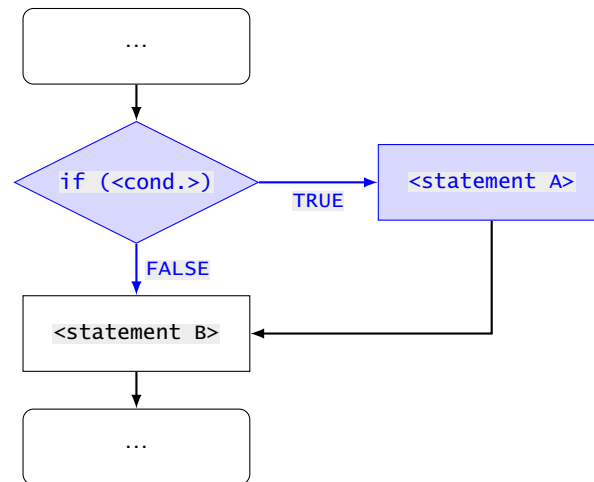 ...
if (<cond.>)
<statement A>
TRUE
FALSE
<statement B>
...